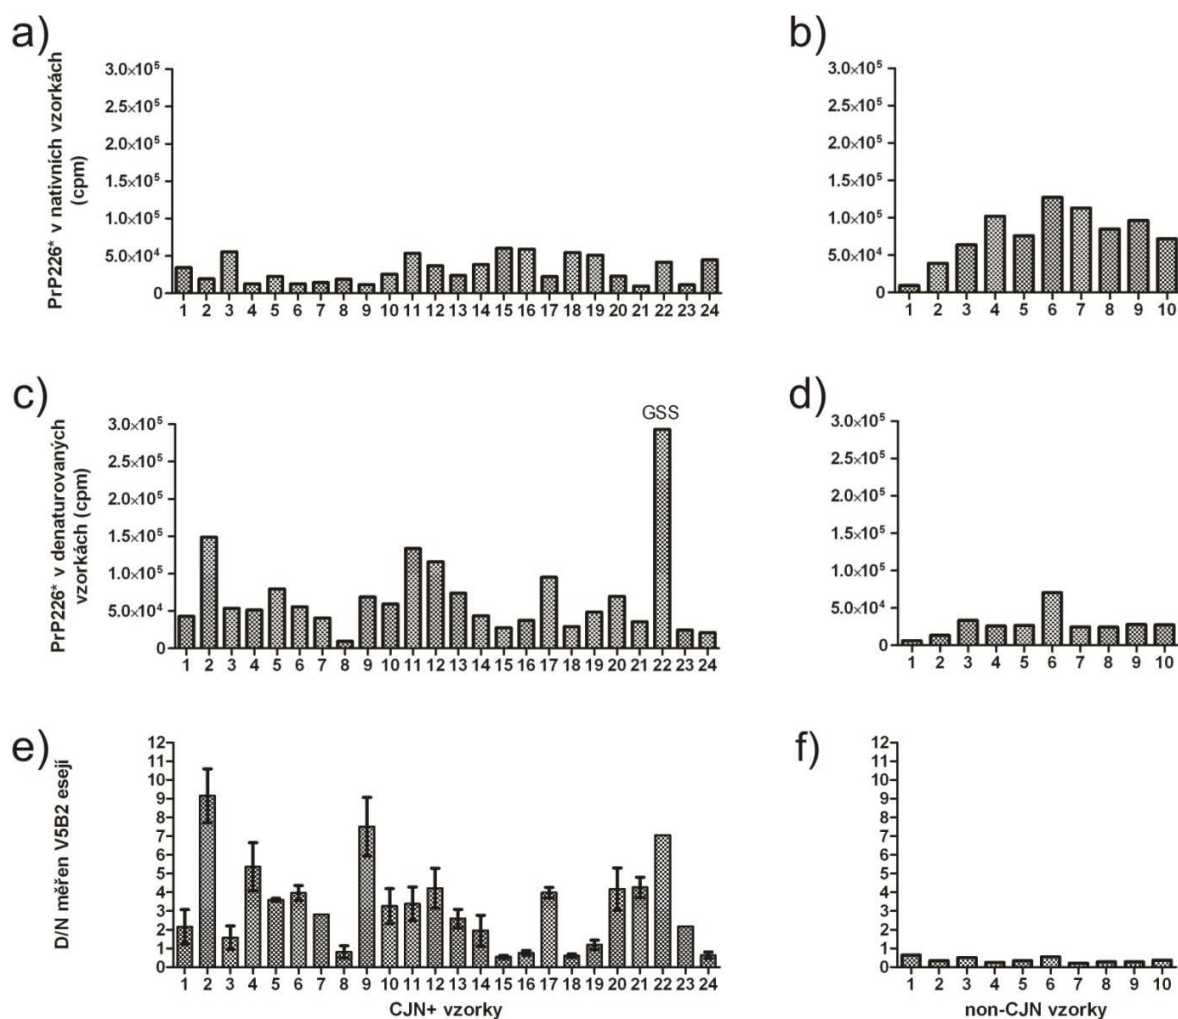 a)
PrP226* v nativních vzorkách
(cpm)
3.0×10⁵
2.5×10⁵
2.0×10⁵
1.5×10⁵
1.0×10⁵
5.0×10⁴
0
1 2 3 4 5 6 7 8 9 10 11 12 13 14 15 16 17 18 19 20 21 22 23 24
b)
3.0×10⁵
2.5×10⁵
2.0×10⁵
1.5×10⁵
1.0×10⁵
5.0×10⁴
0
1 2 3 4 5 6 7 8 9 10
c)
PrP226* v denaturovaných
vzorkách (cpm)
3.0×10⁵
2.5×10⁵
2.0×10⁵
1.5×10⁵
1.0×10⁵
5.0×10⁴
0
GSS
1 2 3 4 5 6 7 8 9 10 11 12 13 14 15 16 17 18 19 20 21 22 23 24
d)
3.0×10⁵
2.5×10⁵
2.0×10⁵
1.5×10⁵
1.0×10⁵
5.0×10⁴
0
1 2 3 4 5 6 7 8 9 10
e)
D/N měřen V5B2 esejí
12
11
10
9
8
7
6
5
4
3
2
1
0
1 2 3 4 5 6 7 8 9 10 11 12 13 14 15 16 17 18 19 20 21 22 23 24
CJN+ vzorky
f)
12
11
10
9
8
7
6
5
4
3
2
1
0
1 2 3 4 5 6 7 8 9 10
non-CJN vzorky